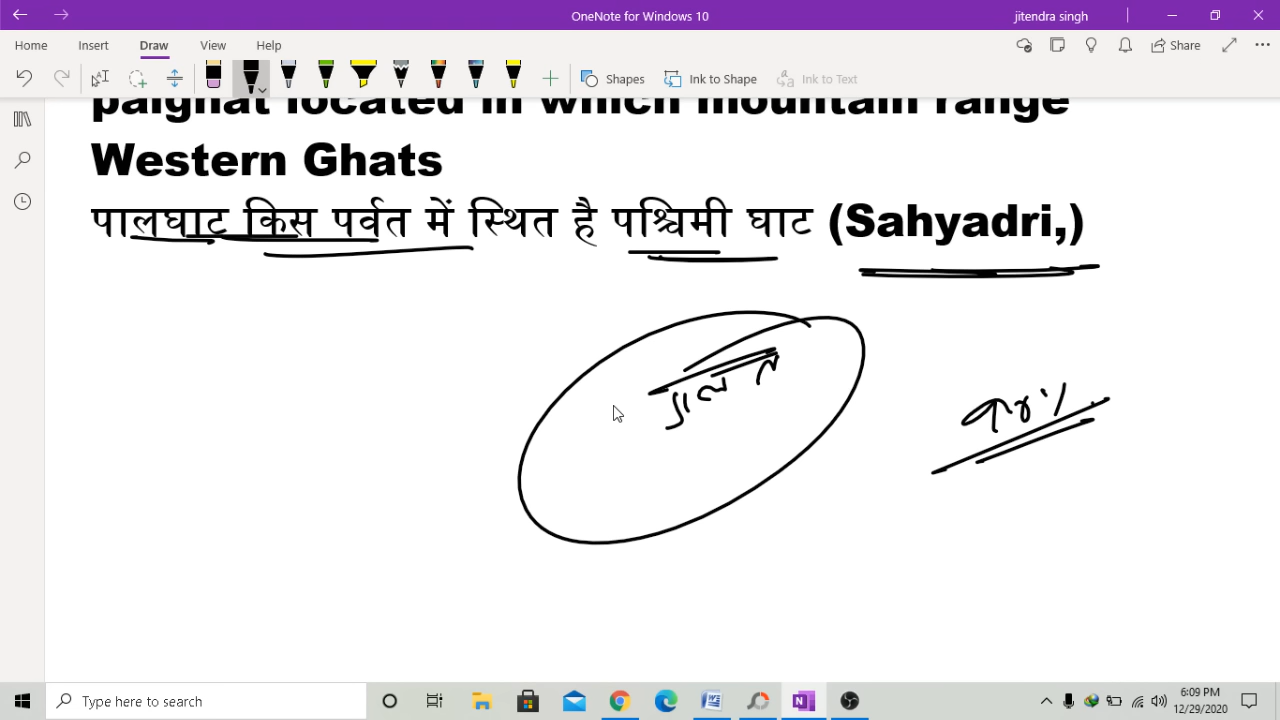 OneNote for Windows 10
jitendra singh
Home Insert Draw View Help
Share
Shapes
Ink to Shape
Ink to Text
palghat located in which mountain range
Western Ghats
पालघाट किस पर्वत में स्थित है पश्चिमी घाट (Sahyadri,)
Type here to search
6:09 PM
12/29/2020